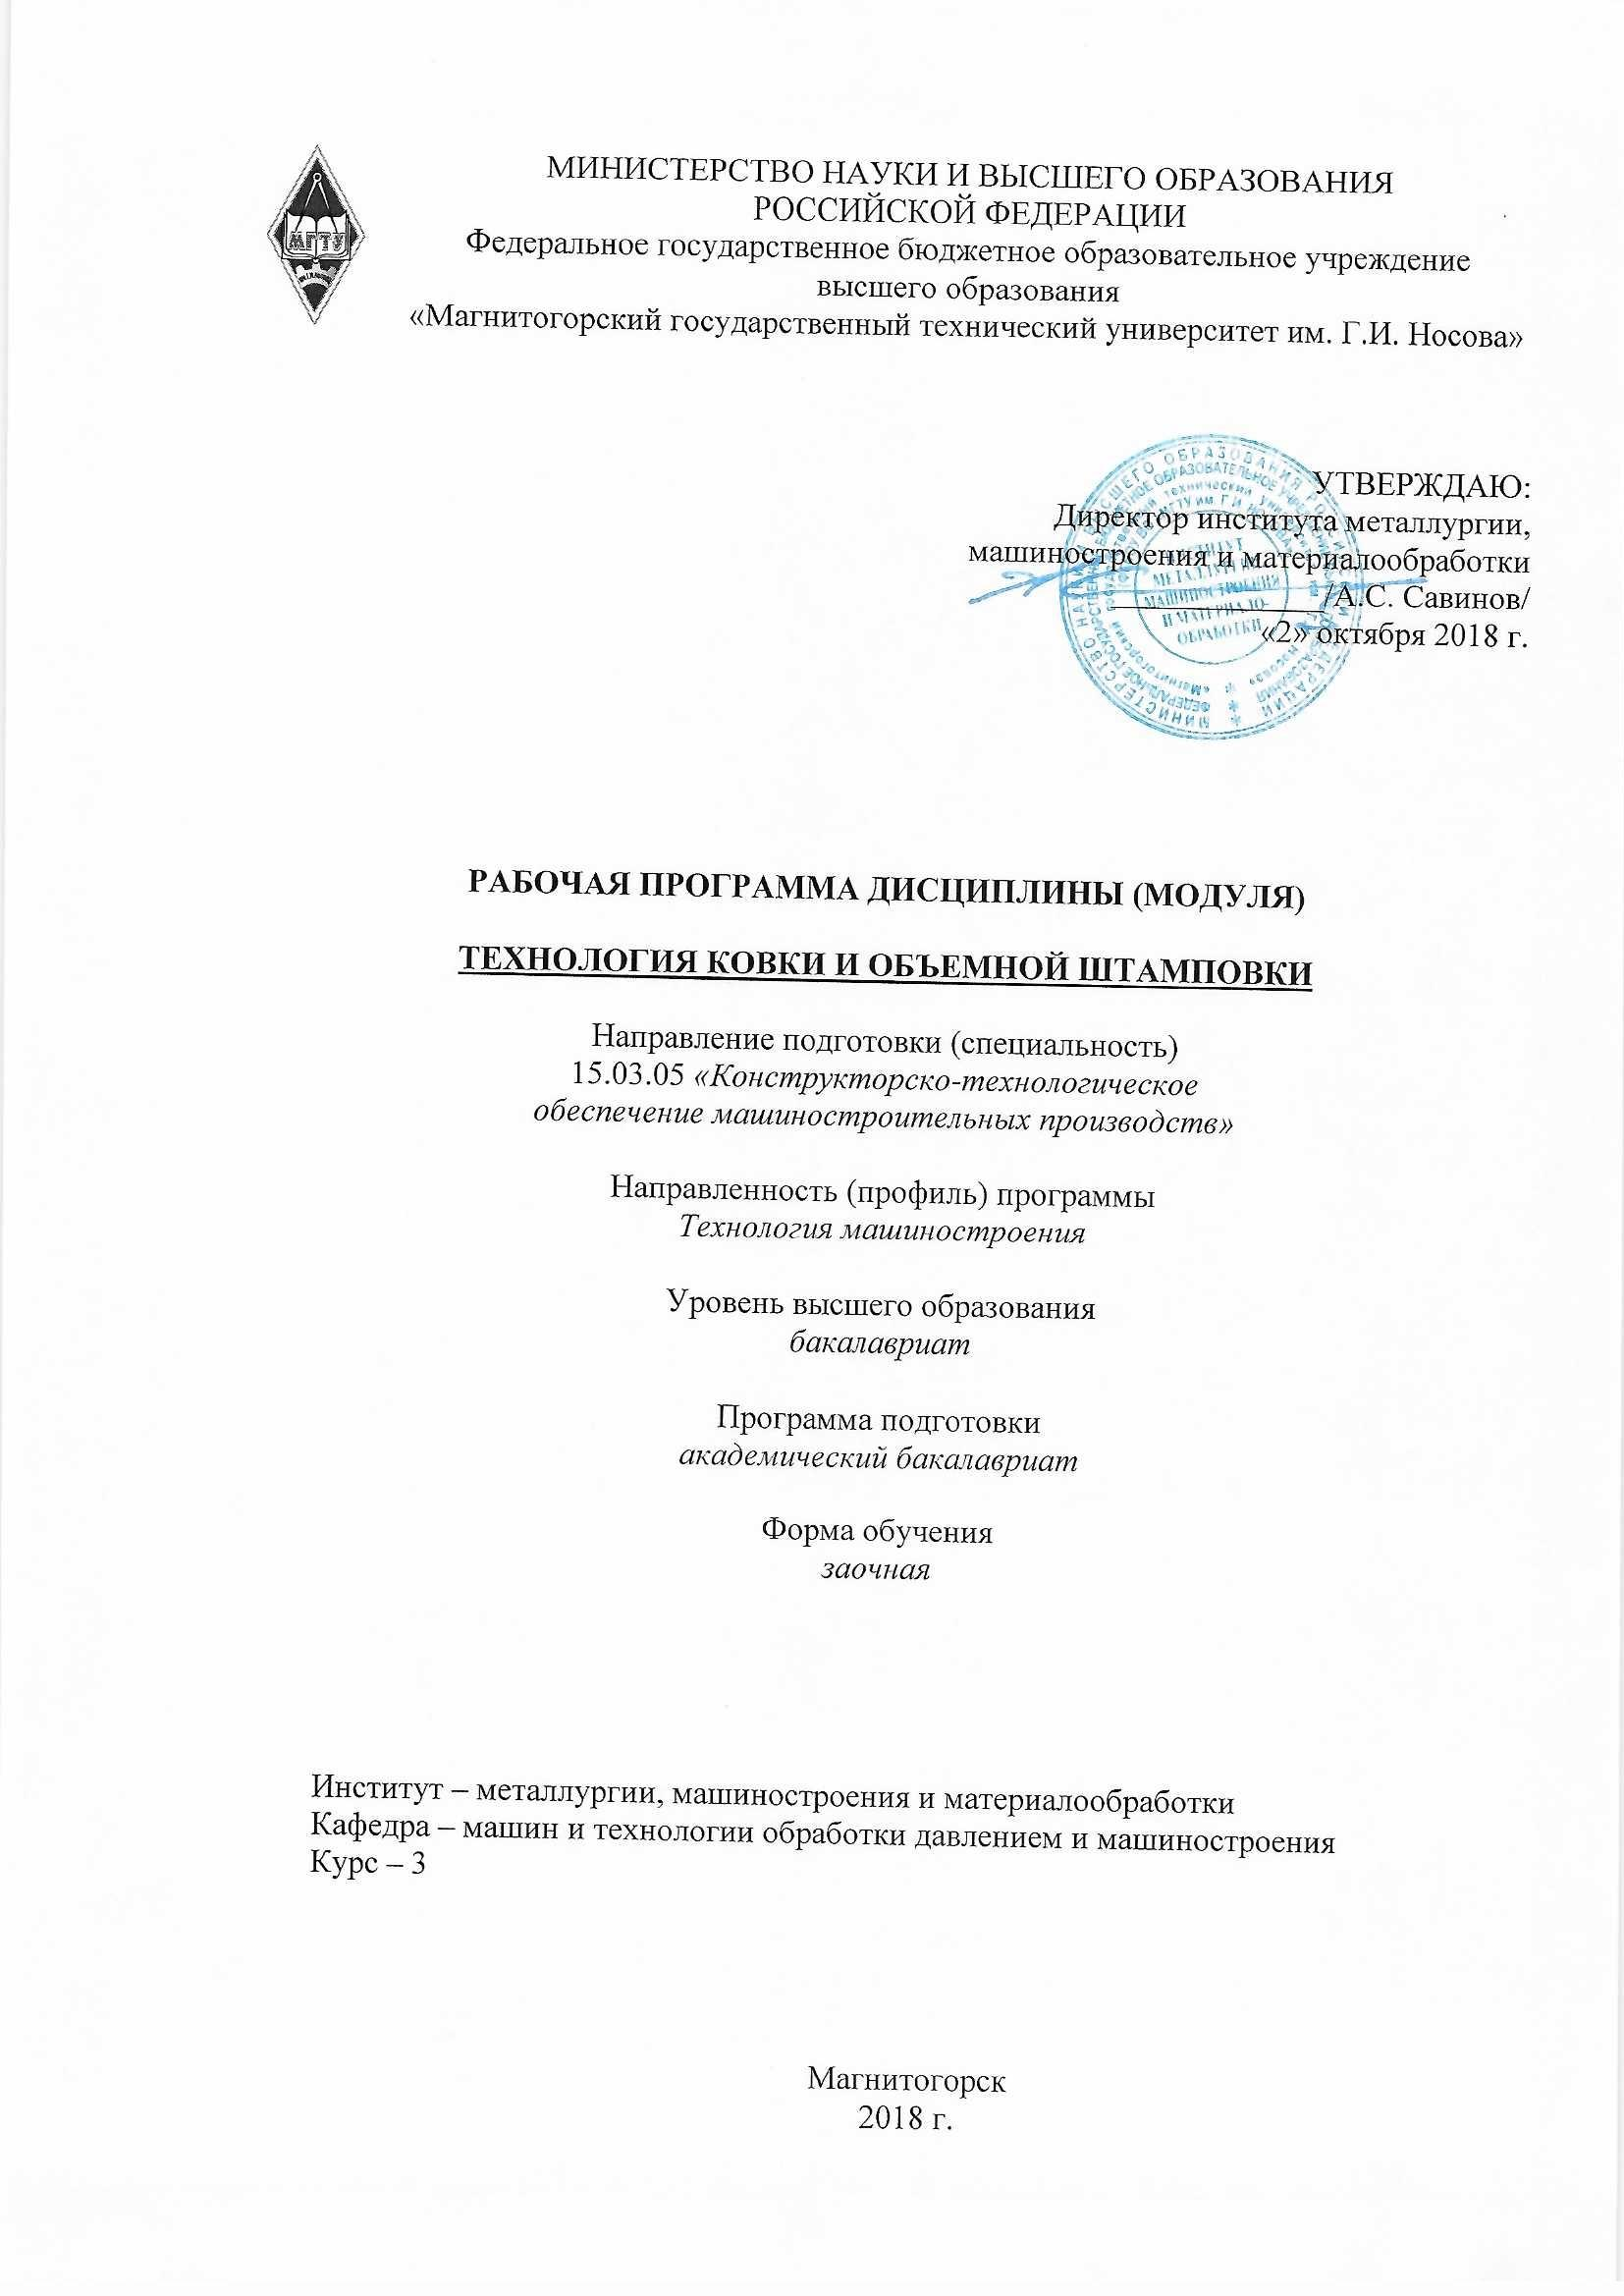 МИНИСТЕРСТВО НАУКИ И ВЫСШЕГО ОБРАЗОВАНИЯ
РОССИЙСКОЙ ФЕДЕРАЦИИ
Федеральное государственное бюджетное образовательное учреждение
высшего образования
«Магнитогорский государственный технический университет им. Г.И. Носова»
МГТУ
УТВЕРЖДАЮ:
Директор института металлургии,
машиностроения и материалообработки
/А.С. Савинов/
«2» октября 2018 г.
РАБОЧАЯ ПРОГРАММА ДИСЦИПЛИНЫ (МОДУЛЯ)
ТЕХНОЛОГИЯ КОВКИ И ОБЪЕМНОЙ ШТАМПОВКИ
Направление подготовки (специальность)
15.03.05 «Конструкторско-технологическое
обеспечение машиностроительных производств»
Направленность (профиль) программы
Технология машиностроения
Уровень высшего образования
бакалавриат
Программа подготовки
академический бакалавриат
Форма обучения
заочная
Институт – металлургии, машиностроения и материалообработки
Кафедра – машин и технологии обработки давлением и машиностроения
Курс – 3
Магнитогорск
2018 г.